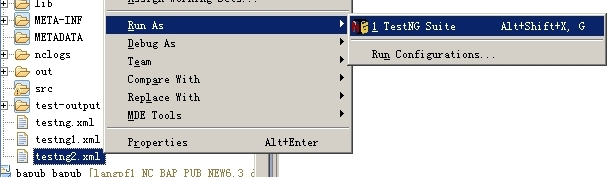 lib
META-INF
METADATA
nclogs
out
src
test-output
testng.xml
testng1.xml
testng2.xml
Run As
Debug As
Team
Compare With
Replace With
MDE Tools
Properties Alt+Enter
1 TestNG Suite Alt+Shift+X, G
Run Configurations...